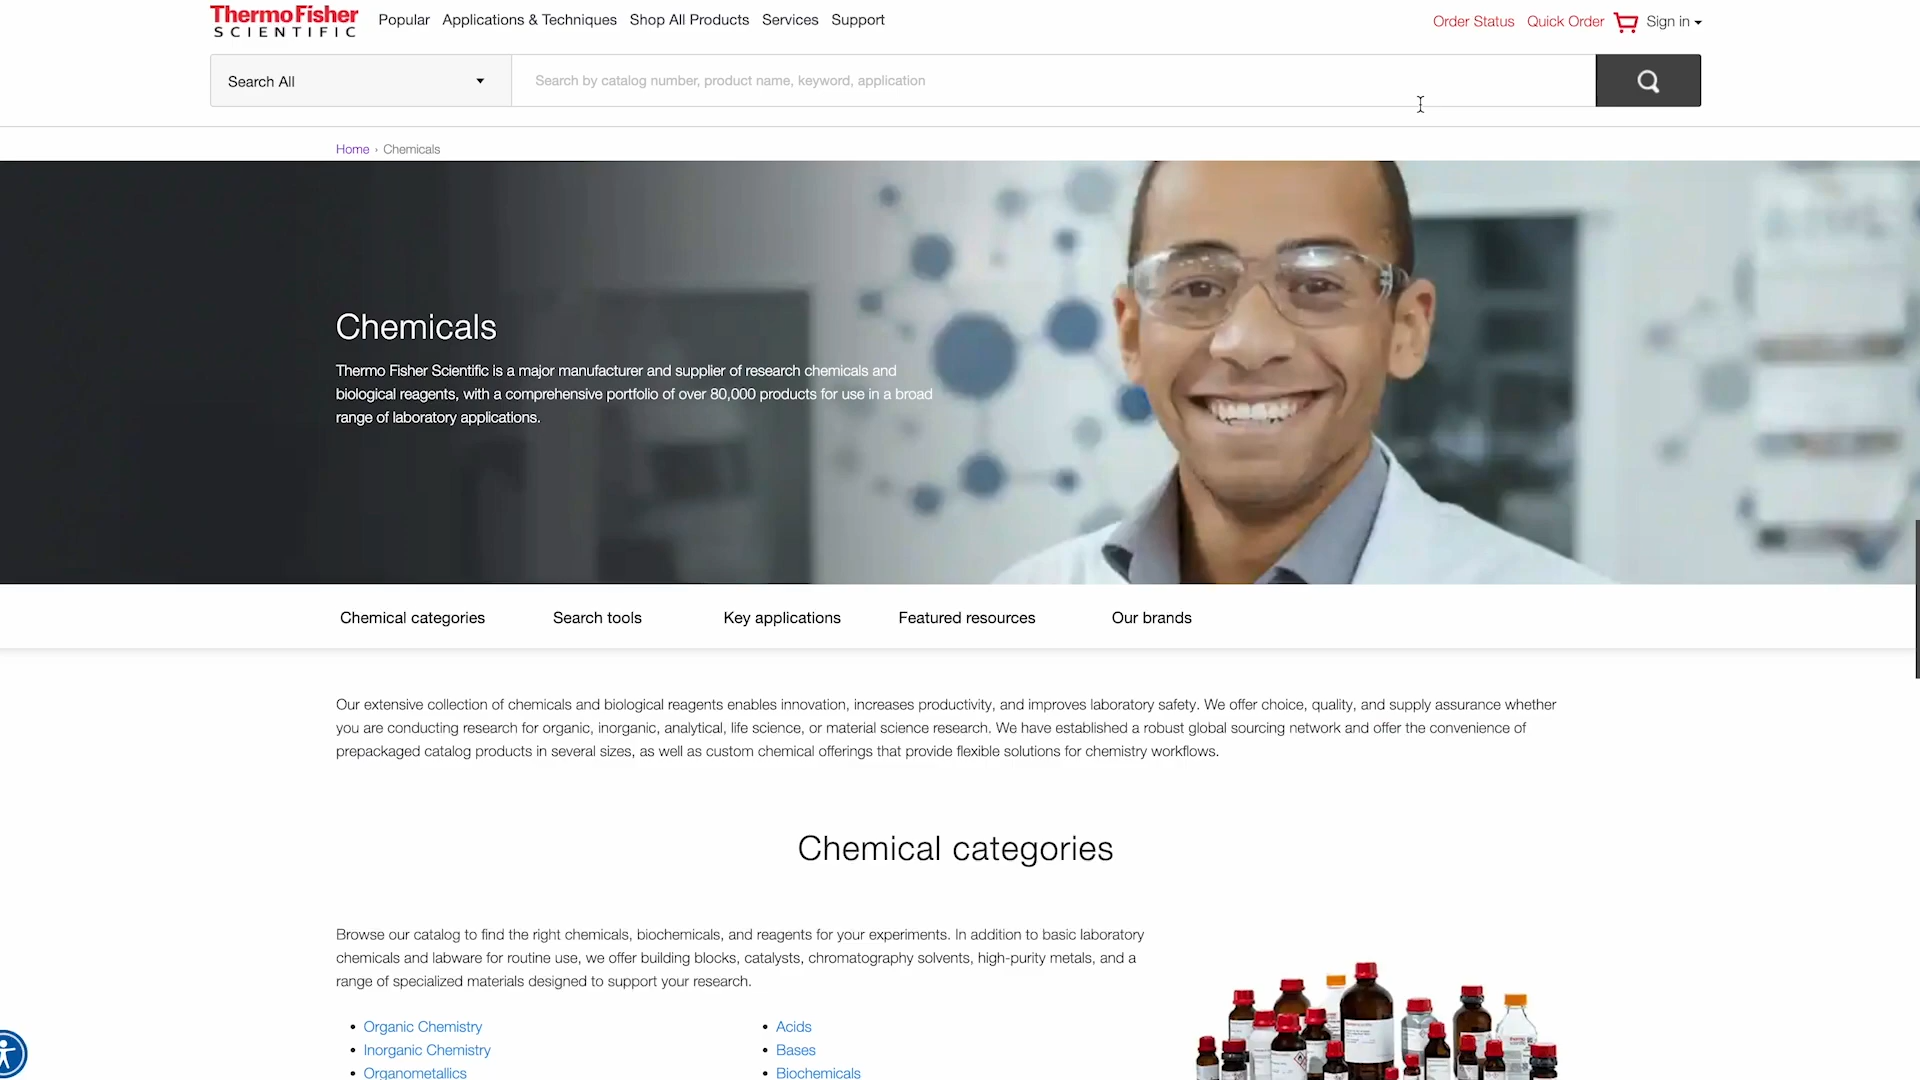 ThermoFisher
SCIENTIFIC
Popular Applications & Techniques Shop All Products Services Support
Order Status Quick Order Sign in
Search All
Search by catalog number, product name, keyword, application
Home › Chemicals
Chemicals
Thermo Fisher Scientific is a major manufacturer and supplier of research chemicals and
biological reagents, with a comprehensive portfolio of over 80,000 products for use in a broad
range of laboratory applications.
Chemical categories Search tools Key applications Featured resources Our brands
Our extensive collection of chemicals and biological reagents enables innovation, increases productivity, and improves laboratory safety. We offer choice, quality, and supply assurance whether
you are conducting research for organic, inorganic, analytical, life science, or material science research. We have established a robust global sourcing network and offer the convenience of
prepackaged catalog products in several sizes, as well as custom chemical offerings that provide flexible solutions for chemistry workflows.
Chemical categories
Browse our catalog to find the right chemicals, biochemicals, and reagents for your experiments. In addition to basic laboratory
chemicals and labware for routine use, we offer building blocks, catalysts, chromatography solvents, high-purity metals, and a
range of specialized materials designed to support your research.
• Organic Chemistry
• Inorganic Chemistry
• Organometallics
• Acids
• Bases
• Biochemicals